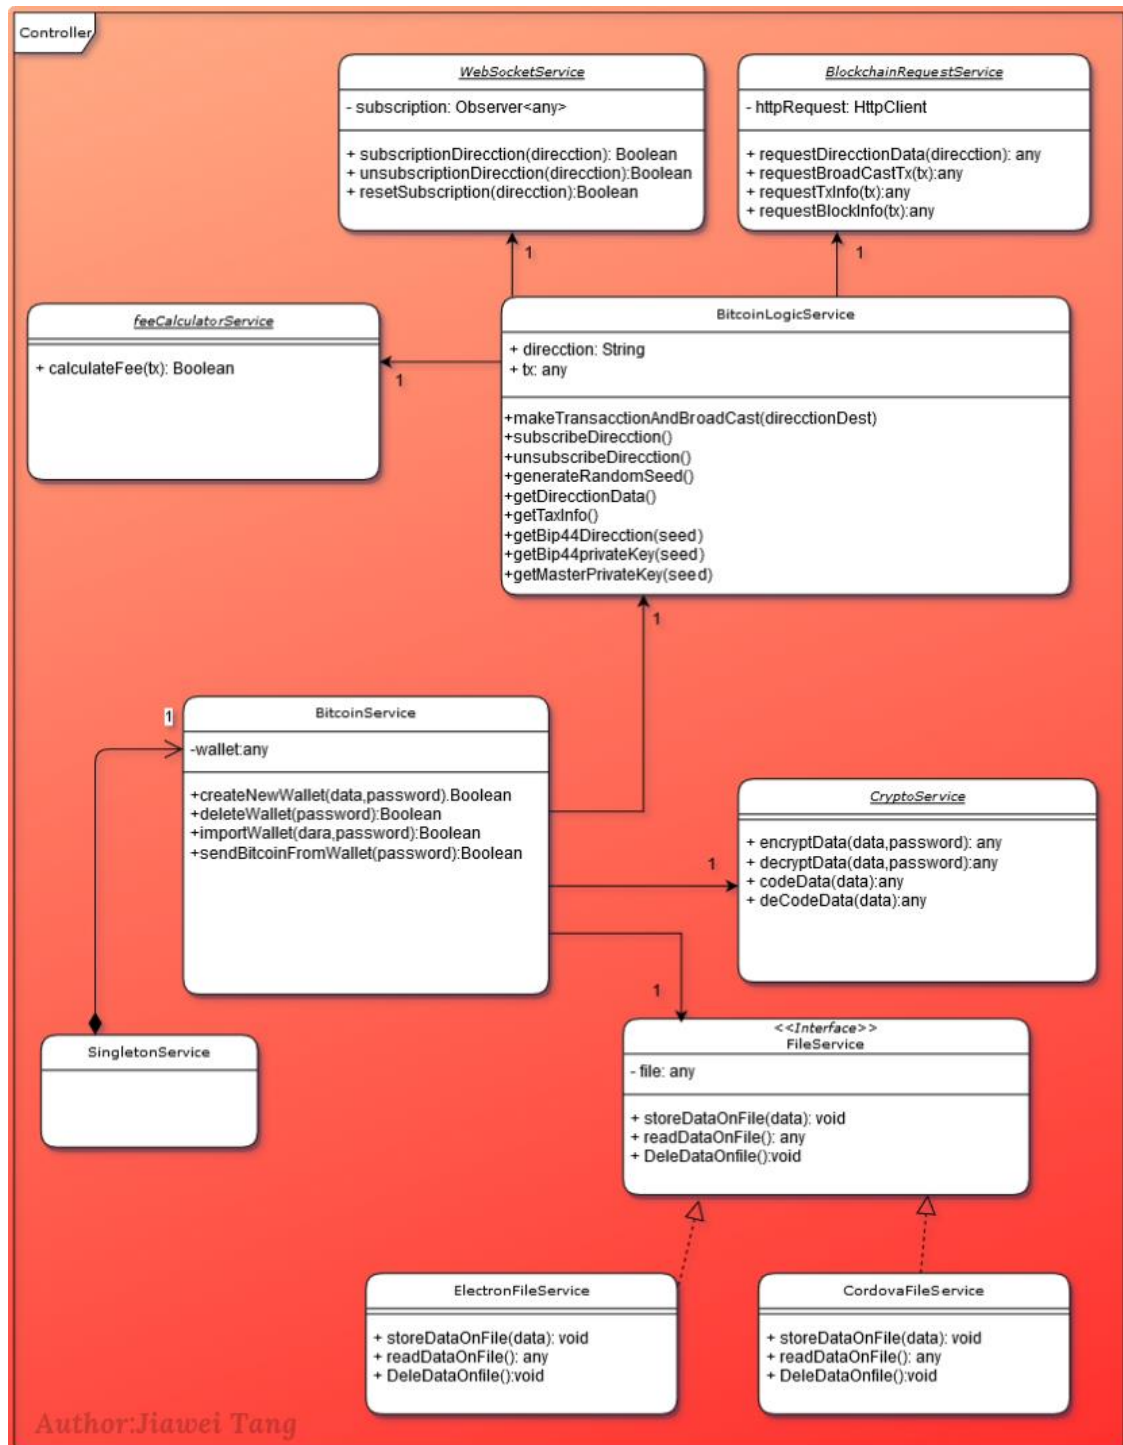 Controller
WebSocketService
- subscription: Observer<any>
+ subscriptionDirecction(direcction): Boolean
+ unsubscriptionDirecction(direcction):Boolean
+ resetSubscription(direcction):Boolean
BlockchainRequestService
- httpRequest: HttpClient
+ requestDirecctionData(direcction): any
+ requestBroadCastTx(tx):any
+ requestTxInfo(tx):any
+ requestBlockInfo(tx):any
1
1
feeCalculatorService
+ calculateFee(tx): Boolean
1
BitcoinLogicService
+ direcction: String
+ tx: any
+makeTransacctionAndBroadCast(direcctionDest)
+subscribeDirecction()
+unsubscribeDirecction()
+generateRandomSeed()
+getDirecctionData()
+getTaxInfo()
+getBip44Direcction(seed)
+getBip44privateKey(seed)
+getMasterPrivateKey(seed)
1
1
BitcoinService
-wallet:any
+createNewWallet(data,password).Boolean
+deleteWallet(password):Boolean
+importWallet(dara,password):Boolean
+sendBitcoinFromWallet(password):Boolean
1
CryptoService
+ encryptData(data,password): any
+ decryptData(data,password):any
+ codeData(data):any
+ deCodeData(data):any
1
SingletonService
<<Interface>>
FileService
- file: any
+ storeDataOnFile(data): void
+ readDataOnFile(): any
+ DeleDataOnfile():void
ElectronFileService
+ storeDataOnFile(data): void
+ readDataOnFile(): any
+ DeleDataOnfile():void
CordovaFileService
+ storeDataOnFile(data): void
+ readDataOnFile(): any
+ DeleDataOnfile():void
Author:Jiawei Tang